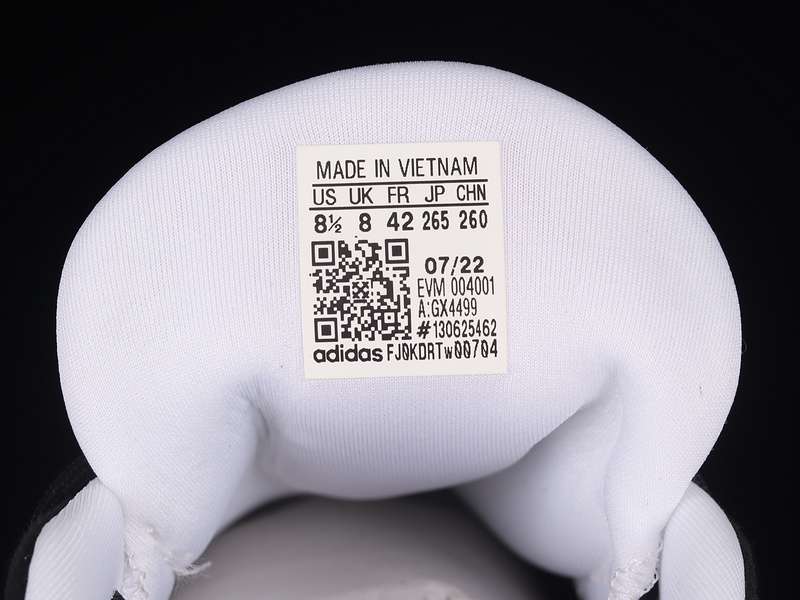 MADE IN VIETNAM
US UK FR JP CHN
8½ 8 42 265 260
07/22
EVM 004001
A:GX4499
#130625462
adidas FJ0KDRTw00704